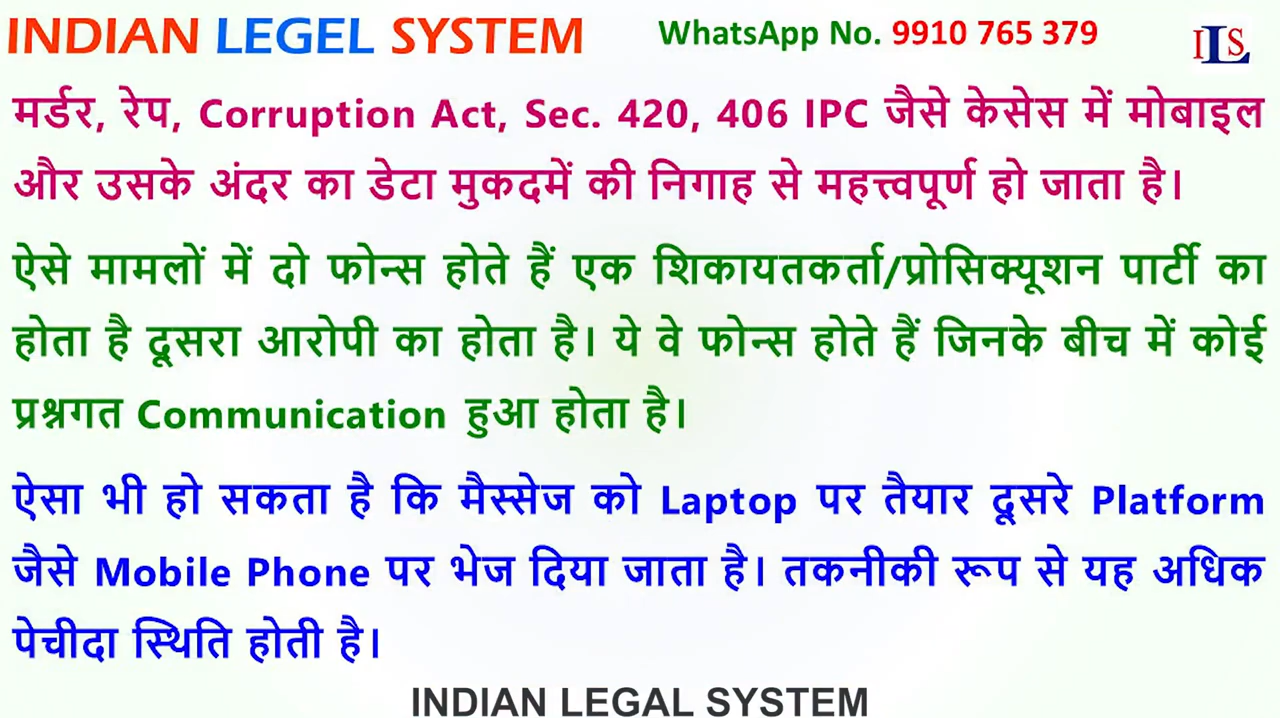 INDIAN LEGEL SYSTEM
WhatsApp No. 9910 765 379
ILS
मर्डर, रेप, Corruption Act, Sec. 420, 406 IPC जैसे केसेस में मोबाइल
और उसके अंदर का डेटा मुकदमें की निगाह से महत्त्वपूर्ण हो जाता है।
ऐसे मामलों में दो फोन्स होते हैं एक शिकायतकर्ता/प्रोसिक्यूशन पार्टी का
होता है दूसरा आरोपी का होता है। ये वे फोन्स होते हैं जिनके बीच में कोई
प्रश्नगत Communication हुआ होता है।
ऐसा भी हो सकता है कि मैस्सेज को Laptop पर तैयार दूसरे Platform
जैसे Mobile Phone पर भेज दिया जाता है। तकनीकी रूप से यह अधिक
पेचीदा स्थिति होती है।
INDIAN LEGAL SYSTEM